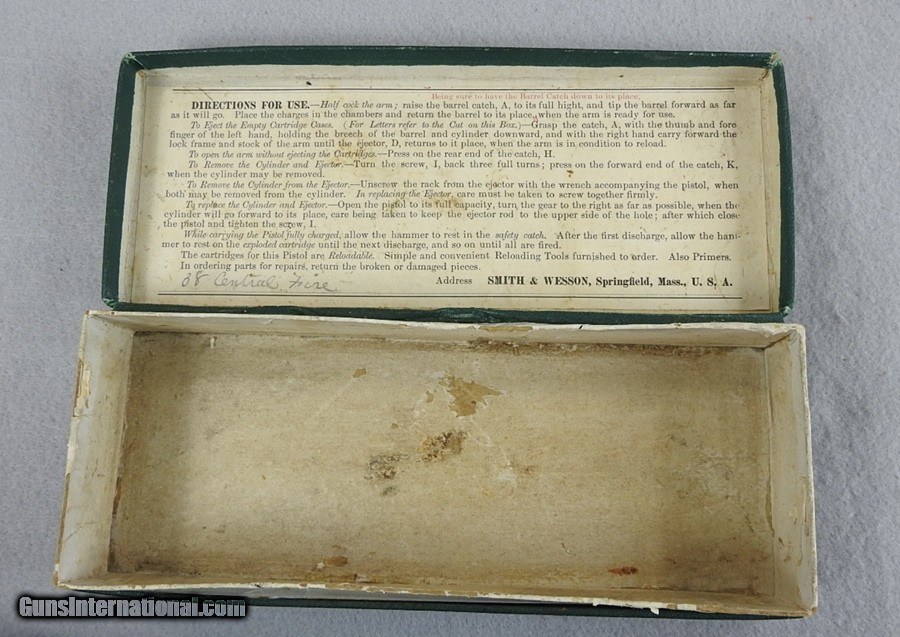 Being sure to have the Barrel Catch down to its place,
DIRECTIONS FOR USE.—Half cock the arm; raise the barrel catch, A, to its full hight, and tip the barrel forward as far
as it will go. Place the charges in the chambers and return the barrel to its place, when the arm is ready for use.
To Eject the Empty Cartridge Cases. (For Letters refer to the Cut on this Box.)—Grasp the catch, A, with the thumb and fore
finger of the left hand, holding the breech of the barrel and cylinder downward, and with the right hand carry forward the
lock frame and stock of the arm until the ejector, D, returns to its place, when the arm is in condition to reload.
To open the arm without ejecting the Cartridges.—Press on the rear end of the catch, H.
To Remove the Cylinder and Ejector.—Turn the screw, I, back three full turns; press on the forward end of the catch, K,
when the cylinder may be removed.
To Remove the Cylinder from the Ejector.—Unscrew the rack from the ejector with the wrench accompanying the pistol, when
both may be removed from the cylinder. In replacing the Ejector, care must be taken to screw together firmly.
To replace the Cylinder and Ejector.—Open the pistol to its full capacity, turn the gear to the right as far as possible, when the
cylinder will go forward to its place, care being taken to keep the ejector rod to the upper side of the hole; after which close
the pistol and tighten the screw, I.
While carrying the Pistol fully charged, allow the hammer to rest in the safety catch. After the first discharge, allow the ham-
mer to rest on the exploded cartridge until the next discharge, and so on until all are fired.
The cartridges for this Pistol are Reloadable. Simple and convenient Reloading Tools furnished to order. Also Primers.
In ordering parts for repairs, return the broken or damaged pieces.
38 Central Fire Address SMITH & WESSON, Springfield, Mass., U. S. A.
GunsInternational.com